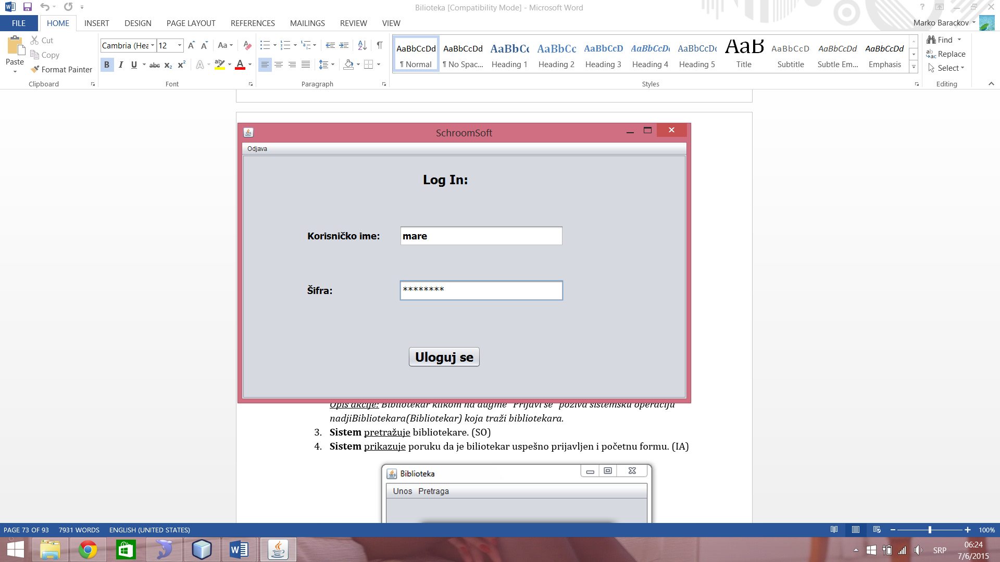 Bilioteka [Compatibility Mode] - Microsoft Word
FILE HOME INSERT DESIGN PAGE LAYOUT REFERENCES MAILINGS REVIEW VIEW
Marko Barackov
Paste
Cut
Copy
Format Painter
Clipboard
Cambria (Hea 12
Aa
B I U abc x₂ x²
Font
Paragraph
AaBbCcDd AaBbCcDd AaBbCc AaBbCc AaBbCcD AaBbCcD AaBbCcDc AaB AaBbCcD AaBbCcDd AaBbCcDd
¶ Normal ¶ No Spac... Heading 1 Heading 2 Heading 3 Heading 4 Heading 5 Title Subtitle Subtle Em... Emphasis
Styles
Find
Replace
Select
Editing
SchroomSoft
Odjava
Log In:
Korisničko ime: mare
Šifra: ********
Uloguj se
Opis akcije: Bibliotekar klikom na dugme "Prijavi se" poziva sistemsku operaciju
nadjiBibliotekara(Bibliotekar) koja traži bibliotekara.
3. Sistem pretražuje bibliotekare. (SO)
4. Sistem prikazuje poruku da je biliotekar uspešno prijavljen i početnu formu. (IA)
Biblioteka
Unos Pretraga
PAGE 73 OF 93 7931 WORDS ENGLISH (UNITED STATES)
100%
SRP
06:24
7/6/2015